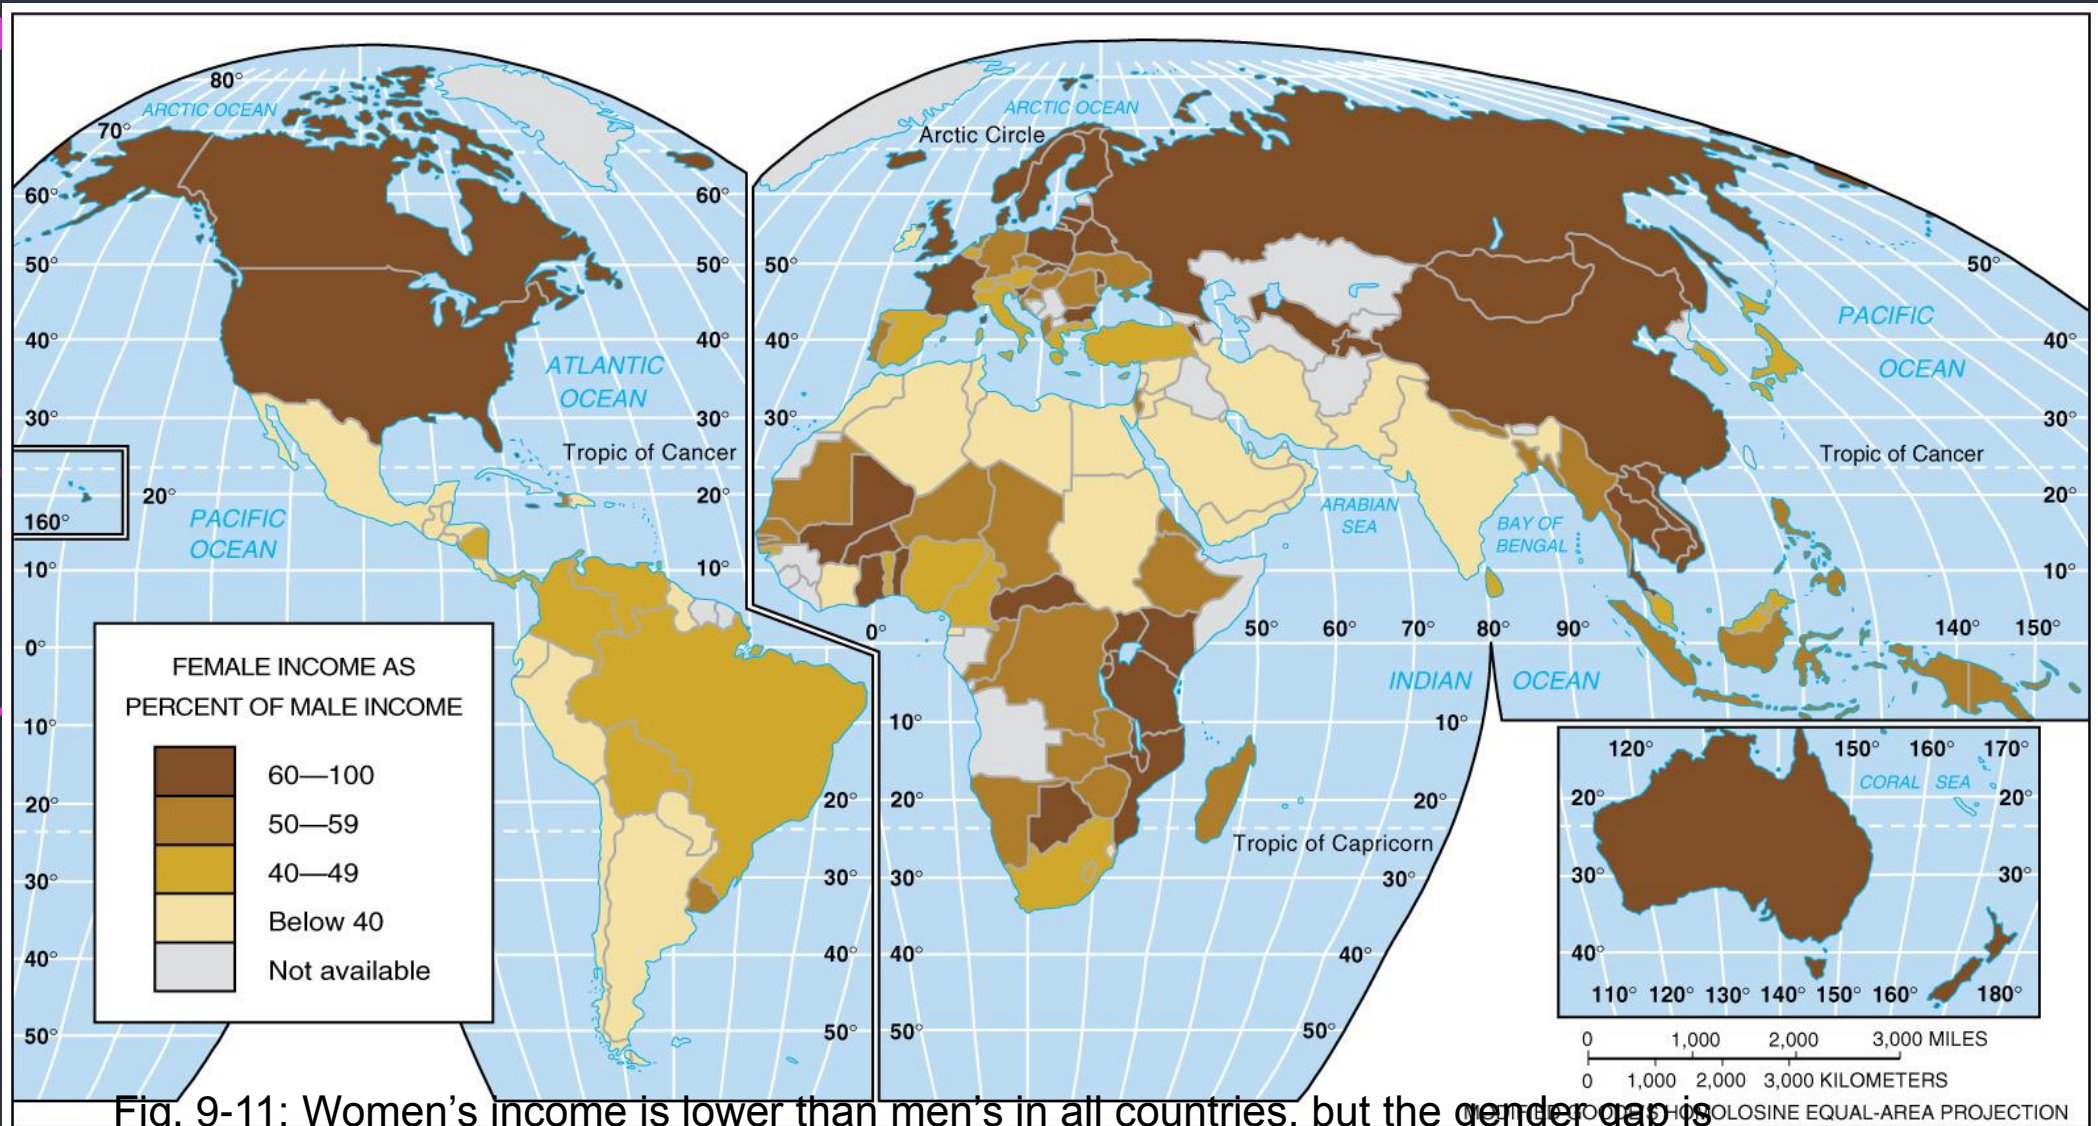 80°
ARCTIC OCEAN
70°
60°
60°
50°
50°
40°
40°
ATLANTIC
OCEAN
30°
30°
Tropic of Cancer
20°
20°
160°
PACIFIC
OCEAN
10°
10°
0°
10°
20°
20°
30°
30°
40°
40°
50°
50°
FEMALE INCOME AS
PERCENT OF MALE INCOME
60—100
50—59
40—49
Below 40
Not available
ARCTIC OCEAN
Arctic Circle
50°
50°
PACIFIC
OCEAN
40°
40°
30°
30°
Tropic of Cancer
ARABIAN
SEA
BAY OF
BENGAL
20°
10°
0°
50°
60°
70°
80°
90°
140°
150°
INDIAN
OCEAN
10°
10°
20°
20°
Tropic of Capricorn
30°
30°
40°
40°
50°
50°
120°
150°
160°
170°
CORAL SEA
20°
20°
30°
30°
40°
110°
120°
130°
140°
150°
160°
180°
0 1,000 2,000 3,000 MILES
0 1,000 2,000 3,000 KILOMETERS
MODIFIED GOODE'S HOMOLOSINE EQUAL-AREA PROJECTION
Fig. 9-11: Women's income is lower than men's in all countries, but the gender gap is